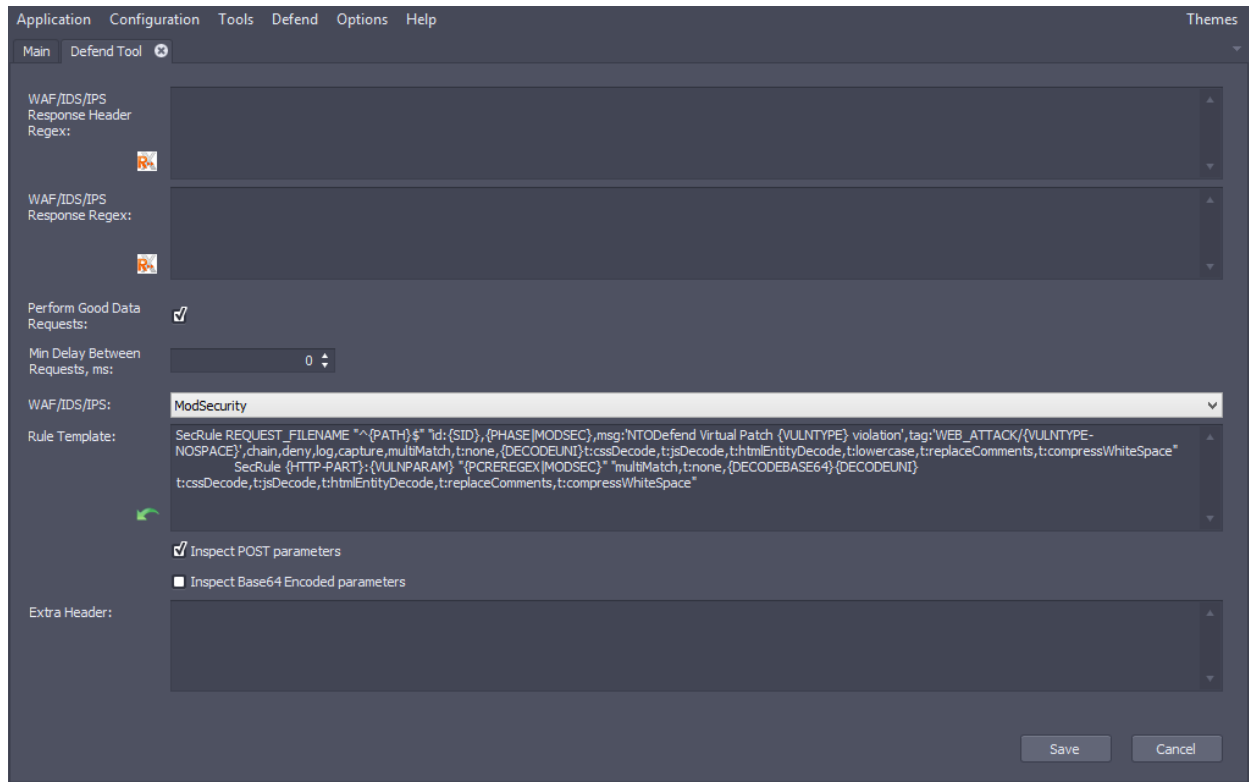 Application Configuration Tools Defend Options Help Themes
Main Defend Tool
WAF/IDS/IPS
Response Header
Regex:
WAF/IDS/IPS
Response Regex:
Perform Good Data
Requests:
Min Delay Between
Requests, ms:
0
WAF/IDS/IPS:
ModSecurity
Rule Template:
SecRule REQUEST_FILENAME "^{PATH}$" "id:{SID},{PHASE|MODSEC},msg:'NTODefend Virtual Patch {VULNTYPE} violation',tag:'WEB_ATTACK/{VULNTYPE-
NOSPACE}',chain,deny,log,capture,multiMatch,t:none,{DECODEUNI}t:cssDecode,t:jsDecode,t:htmlEntityDecode,t:lowercase,t:replaceComments,t:compressWhiteSpace"
SecRule {HTTP-PART}:{VULNPARAM} "{PCREREGEX|MODSEC}" "multiMatch,t:none,{DECODEBASE64}{DECODEUNI}
t:cssDecode,t:jsDecode,t:htmlEntityDecode,t:replaceComments,t:compressWhiteSpace"
Inspect POST parameters
Inspect Base64 Encoded parameters
Extra Header:
Save Cancel